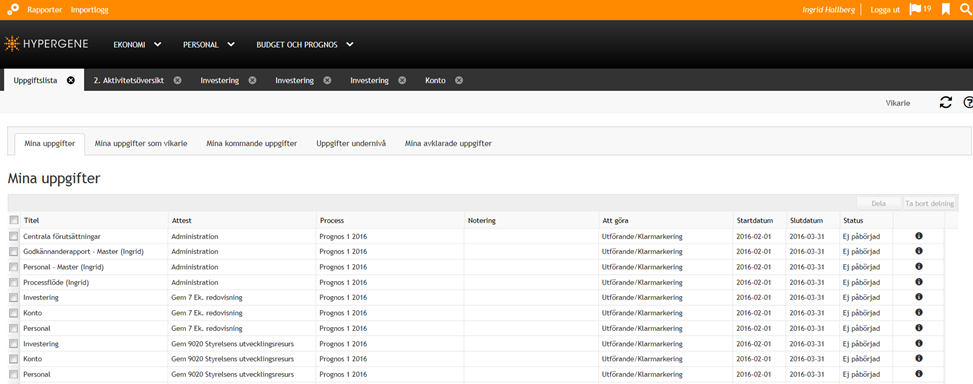 Rapporter Importlogg Ingrid Hallberg Logga ut 19
HYPERGENE EKONOMI PERSONAL BUDGET OCH PROGNOS
Uppgiftslista 2. Aktivitetsöversikt Investering Investering Investering Konto
Vikarie
Mina uppgifter Mina uppgifter som vikarie Mina kommande uppgifter Uppgifter undernivå Mina avklarade uppgifter
Mina uppgifter
Dela Ta bort delning
Titel Attest Process Notering Att göra Startdatum Slutdatum Status
Centrala förutsättningar Administration Prognos 1 2016 Utförande/Klarmarkering 2016-02-01 2016-03-31 Ej påbörjad
Godkännanderapport - Master (Ingrid) Administration Prognos 1 2016 Utförande/Klarmarkering 2016-02-01 2016-03-31 Ej påbörjad
Personal - Master (Ingrid) Administration Prognos 1 2016 Utförande/Klarmarkering 2016-02-01 2016-03-31 Ej påbörjad
Processflöde (Ingrid) Administration Prognos 1 2016 Utförande/Klarmarkering 2016-02-01 2016-03-31 Ej påbörjad
Investering Gem 7 Ek. redovisning Prognos 1 2016 Utförande/Klarmarkering 2016-02-01 2016-03-31 Ej påbörjad
Konto Gem 7 Ek. redovisning Prognos 1 2016 Utförande/Klarmarkering 2016-02-01 2016-03-31 Ej påbörjad
Personal Gem 7 Ek. redovisning Prognos 1 2016 Utförande/Klarmarkering 2016-02-01 2016-03-31 Ej påbörjad
Investering Gem 9020 Styrelsens utvecklingsresurs Prognos 1 2016 Utförande/Klarmarkering 2016-02-01 2016-03-31 Ej påbörjad
Konto Gem 9020 Styrelsens utvecklingsresurs Prognos 1 2016 Utförande/Klarmarkering 2016-02-01 2016-03-31 Ej påbörjad
Personal Gem 9020 Styrelsens utvecklingsresurs Prognos 1 2016 Utförande/Klarmarkering 2016-02-01 2016-03-31 Ej påbörjad